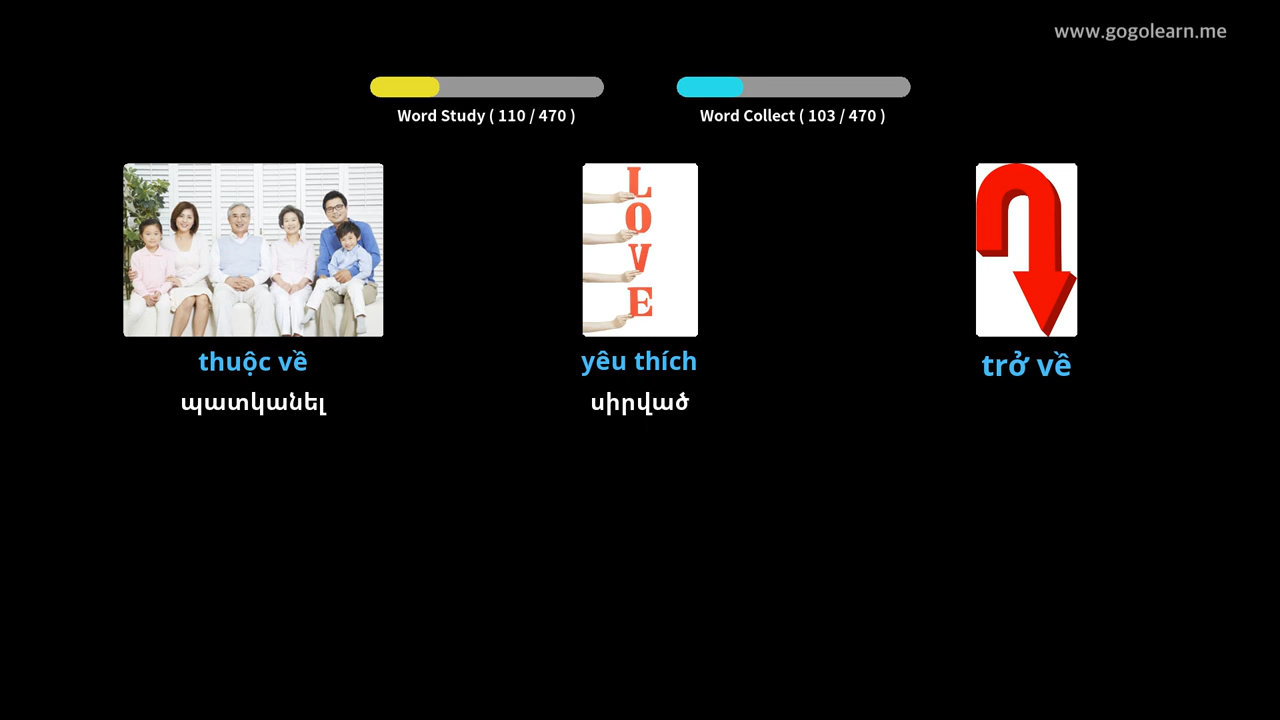 www.gogolearn.me
Word Study ( 110 / 470 )
Word Collect ( 103 / 470 )
LOVE
thuộc về
yêu thích
trở về
պատկանել
սիրված